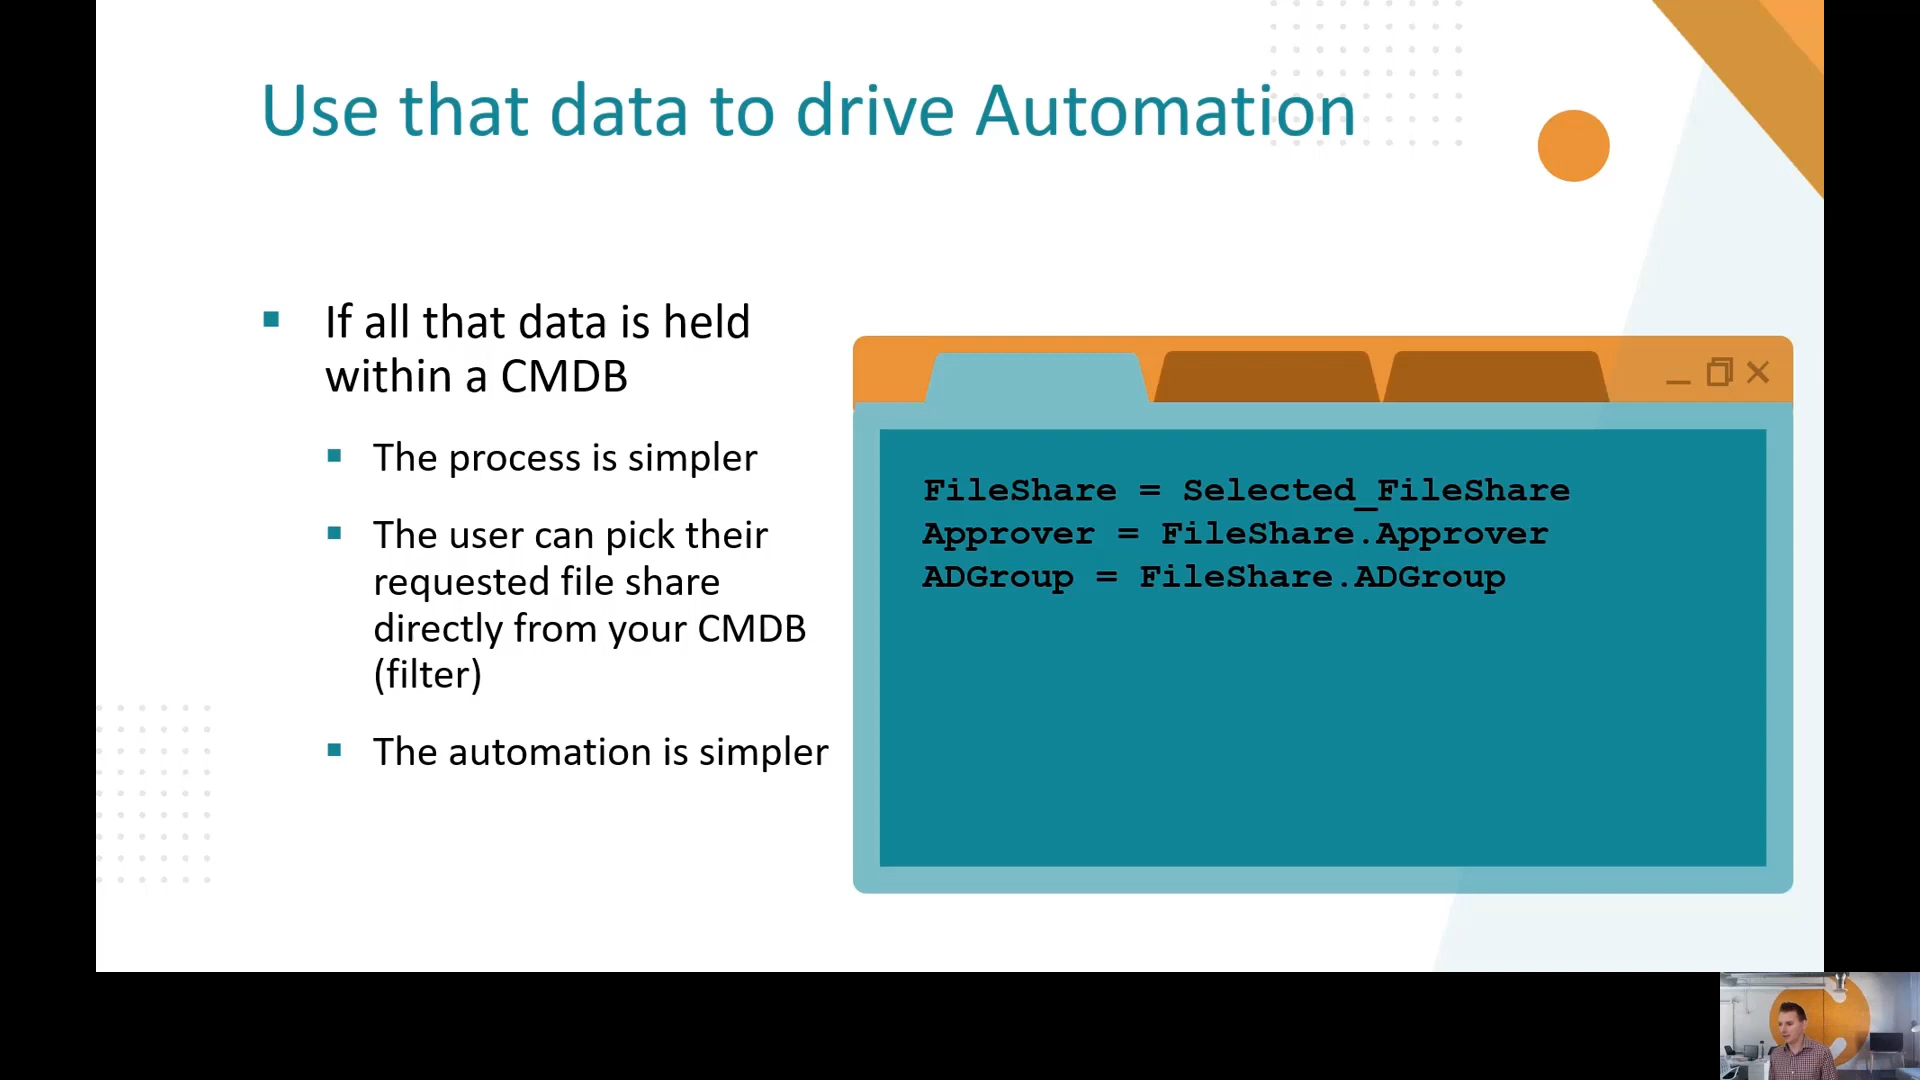 Use that data to drive Automation
If all that data is held
within a CMDB
The process is simpler
The user can pick their
requested file share
directly from your CMDB
(filter)
The automation is simpler
FileShare = Selected_FileShare
Approver = FileShare.Approver
ADGroup = FileShare.ADGroup